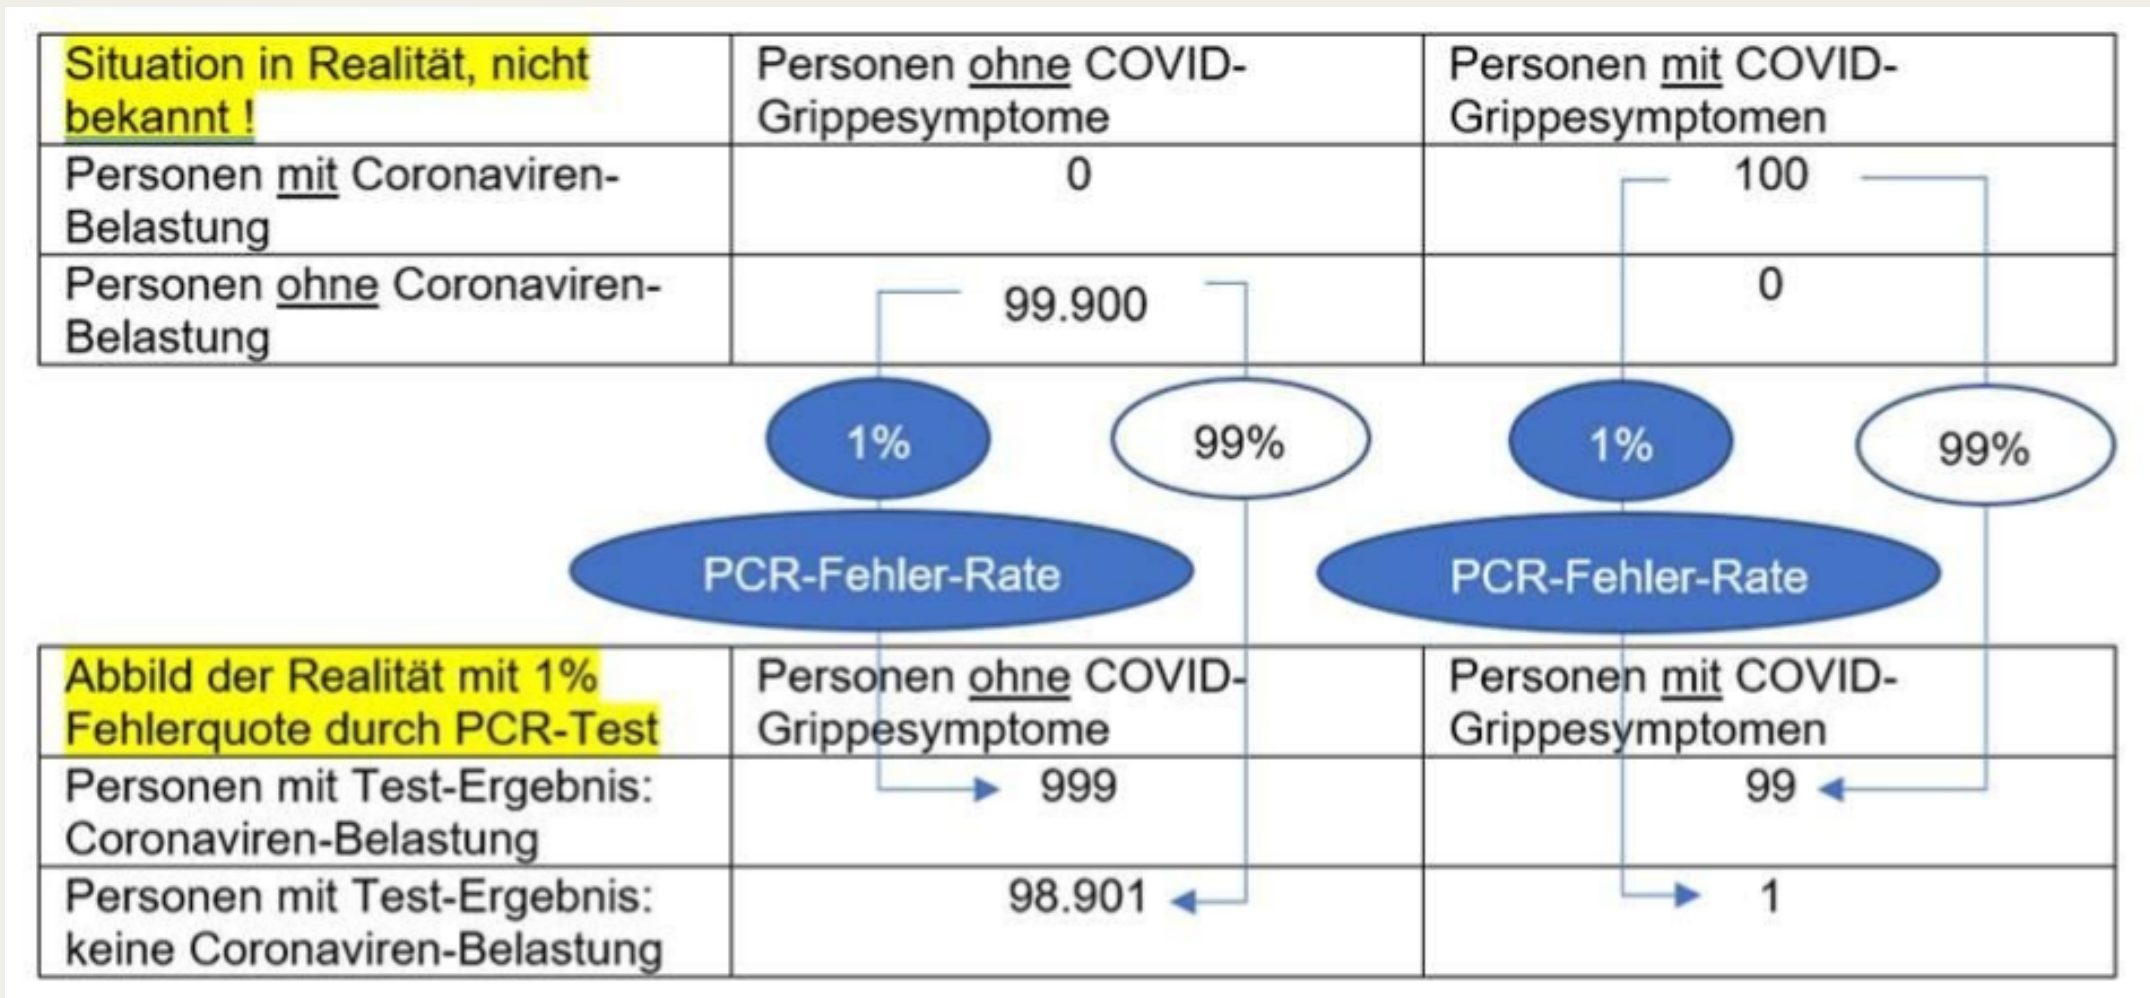 Situation in Realität, nicht
bekannt !
Personen ohne COVID-
Grippesymptome
Personen mit COVID-
Grippesymptomen
Personen mit Coronaviren-
Belastung
0
100
Personen ohne Coronaviren-
Belastung
99.900
0
1%
99%
1%
99%
PCR-Fehler-Rate
PCR-Fehler-Rate
Abbild der Realität mit 1%
Fehlerquote durch PCR-Test
Personen ohne COVID-
Grippesymptome
Personen mit COVID-
Grippesymptomen
Personen mit Test-Ergebnis:
Coronaviren-Belastung
999
99
Personen mit Test-Ergebnis:
keine Coronaviren-Belastung
98.901
1